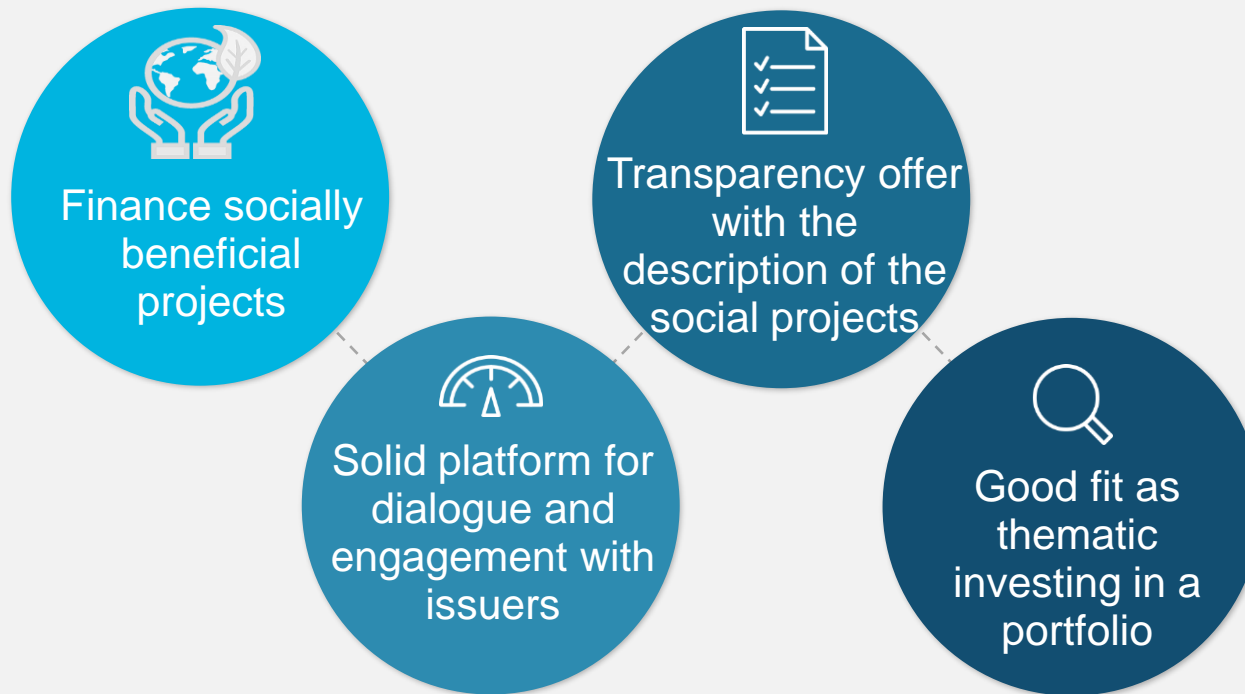 Finance socially
beneficial
projects
Solid platform for
dialogue and
engagement with
issuers
Transparency offer
with the
description of the
social projects
Good fit as
thematic
investing in a
portfolio